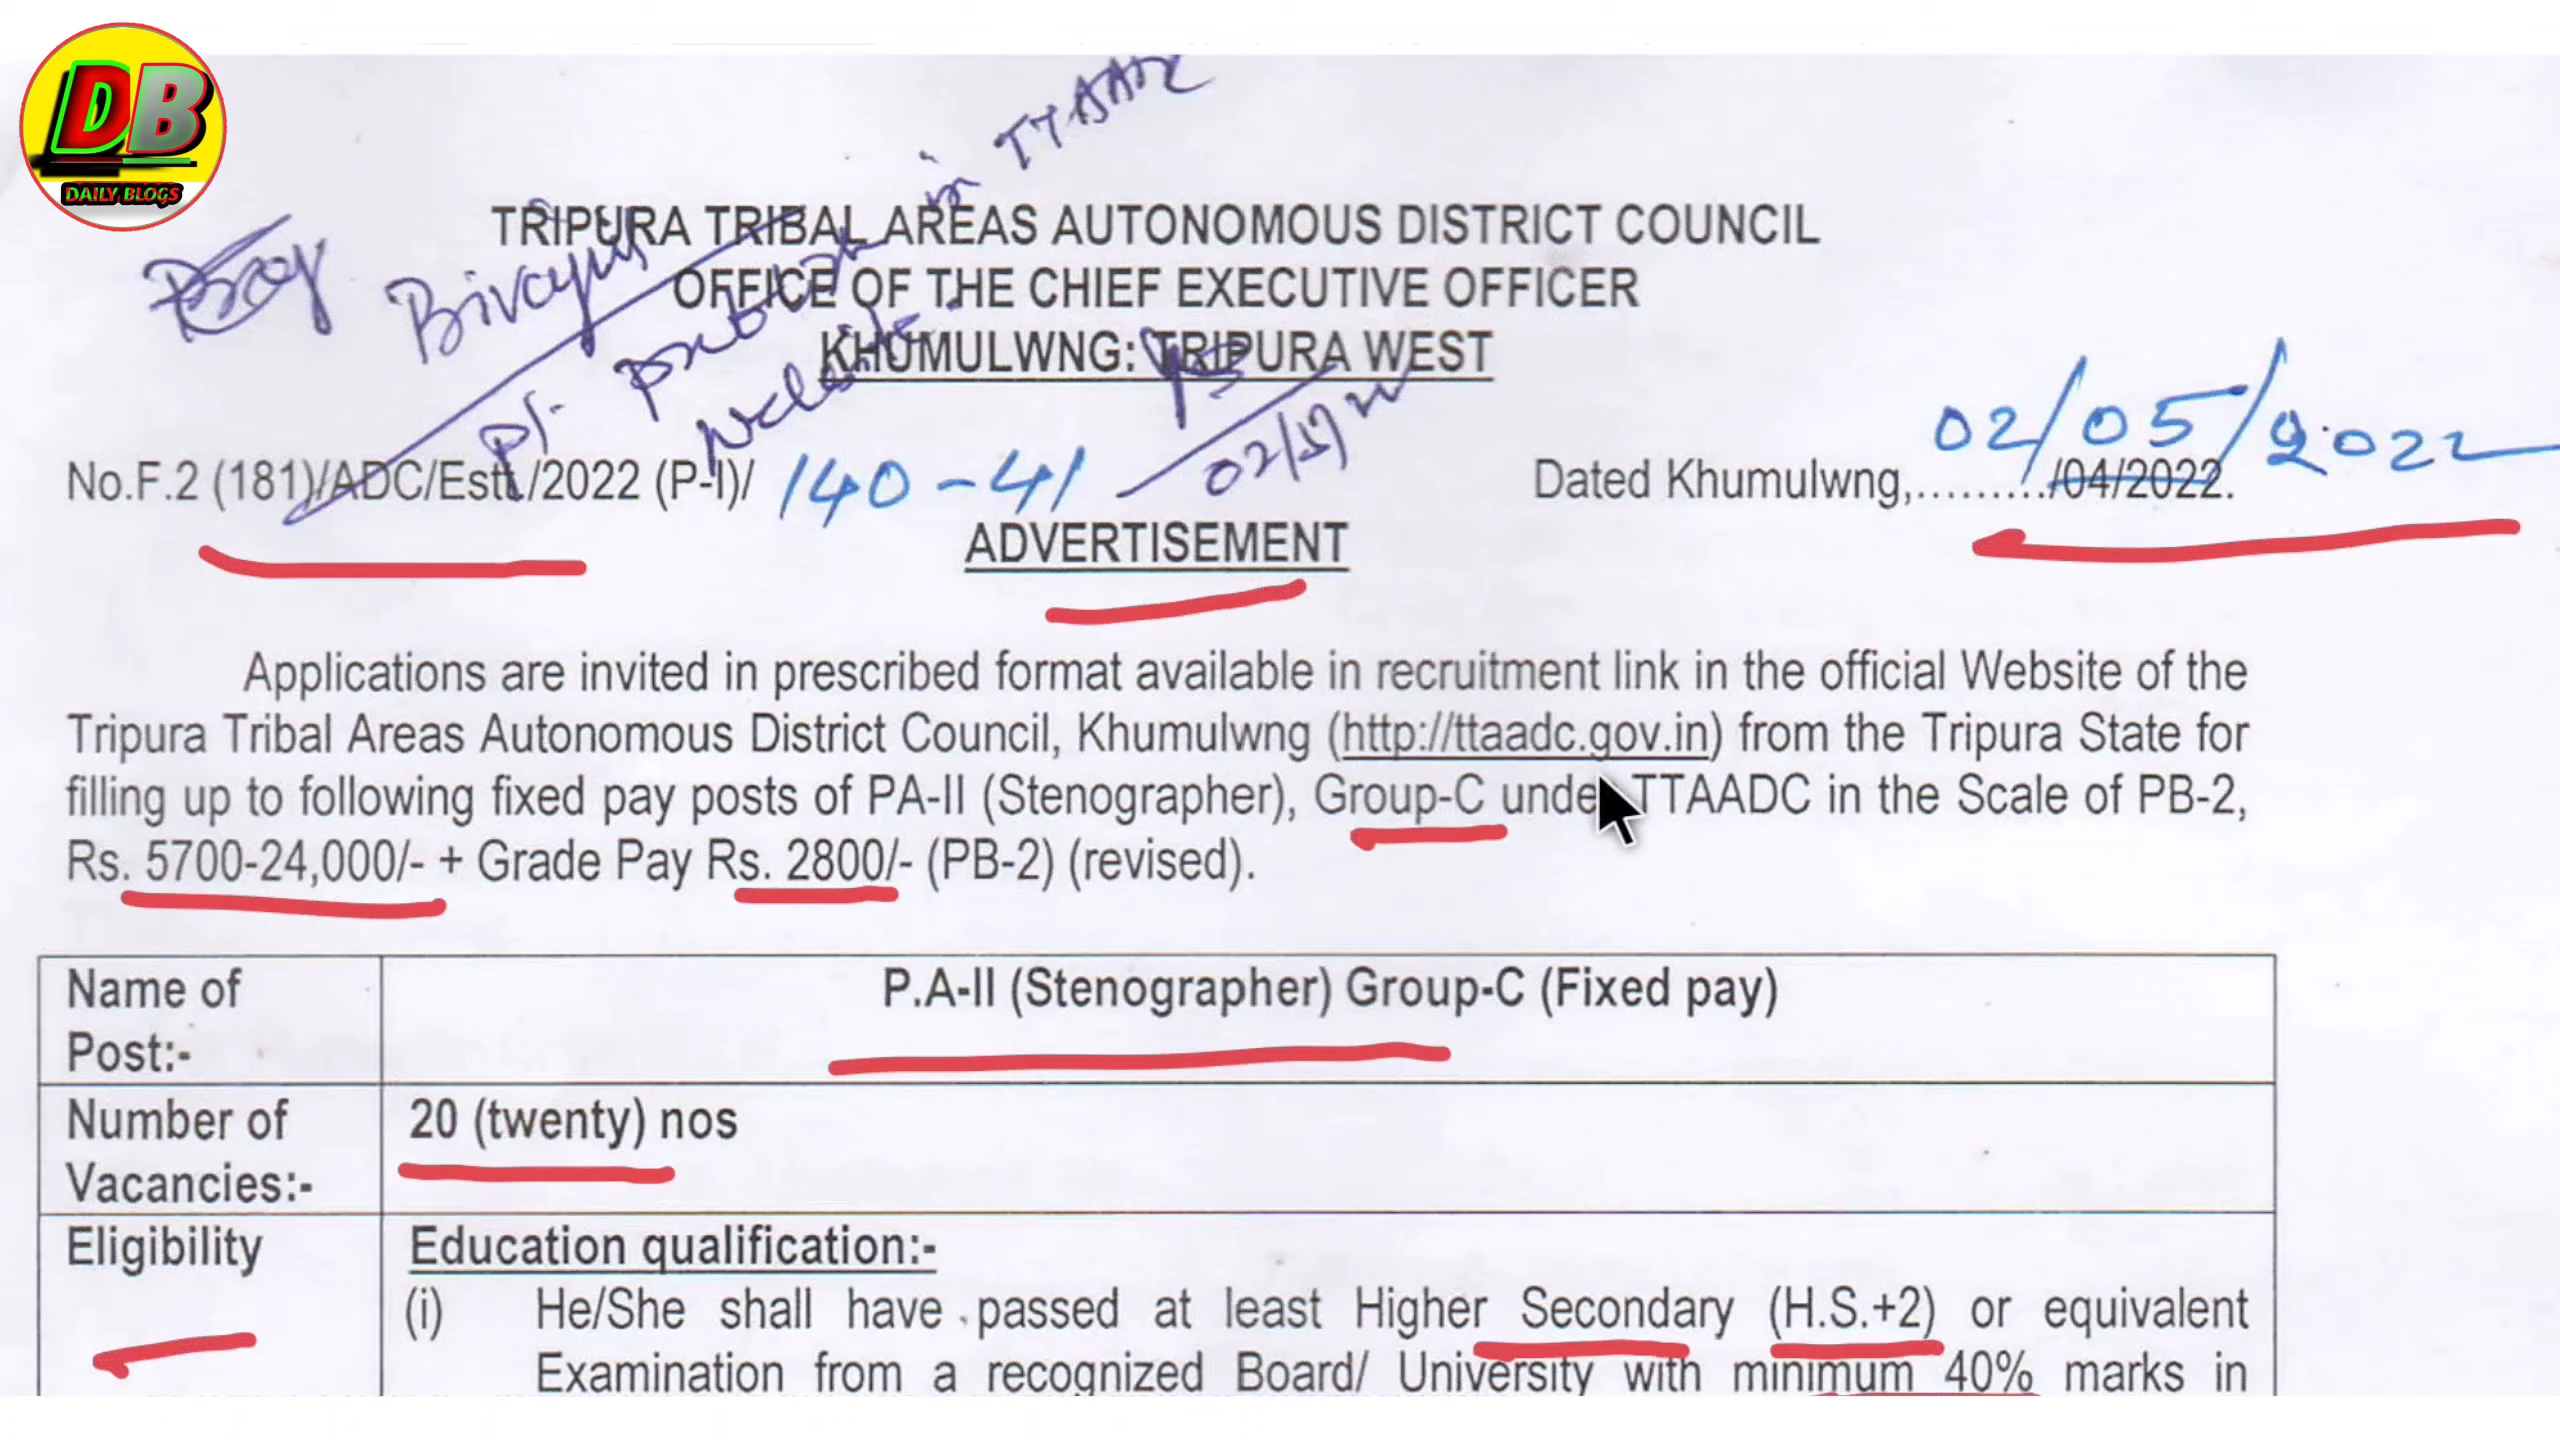 DB
DAILY BLOGS
in TTAADC
TRIPURA TRIBAL AREAS AUTONOMOUS DISTRICT COUNCIL
OFFICE OF THE CHIEF EXECUTIVE OFFICER
KHUMULWNG: TRIPURA WEST
Pl. publish
website.
02/05/2022
No.F.2 (181)/ADC/Estt./2022 (P-I)/ 140-41
Dated Khumulwng,........./04/2022.
ADVERTISEMENT
Applications are invited in prescribed format available in recruitment link in the official Website of the
Tripura Tribal Areas Autonomous District Council, Khumulwng (http://ttaadc.gov.in) from the Tripura State for
filling up to following fixed pay posts of PA-II (Stenographer), Group-C unde TTAADC in the Scale of PB-2,
Rs. 5700-24,000/- + Grade Pay Rs. 2800/- (PB-2) (revised).
Name of
Post:-
P.A-II (Stenographer) Group-C (Fixed pay)
Number of
Vacancies:-
20 (twenty) nos
Eligibility
Education qualification:-
(i) He/She shall have passed at least Higher Secondary (H.S.+2) or equivalent
Examination from a recognized Board/ University with minimum 40% marks in